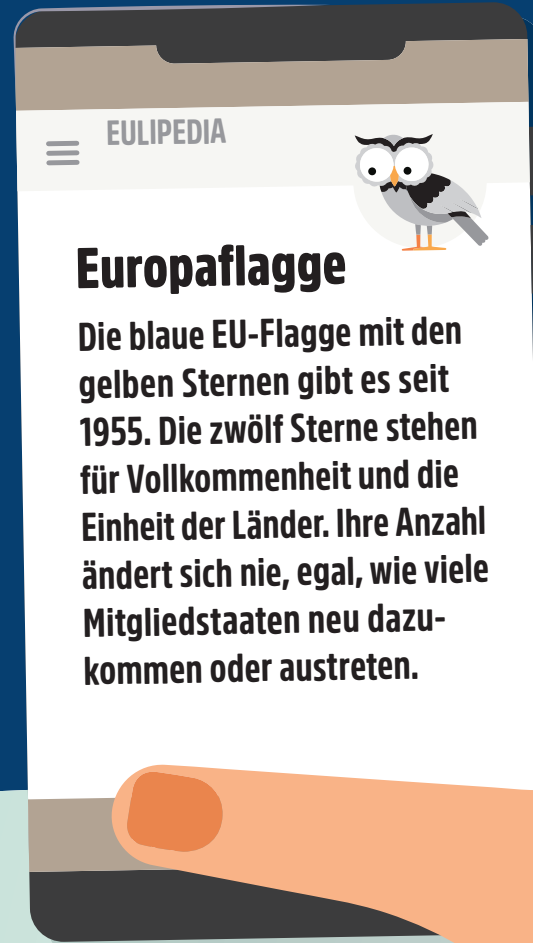 EULIPEDIA
Europaflagge
Die blaue EU-Flagge mit den
gelben Sternen gibt es seit
1955. Die zwölf Sterne stehen
für Vollkommenheit und die
Einheit der Länder. Ihre Anzahl
ändert sich nie, egal, wie viele
Mitgliedstaaten neu dazu-
kommen oder austreten.